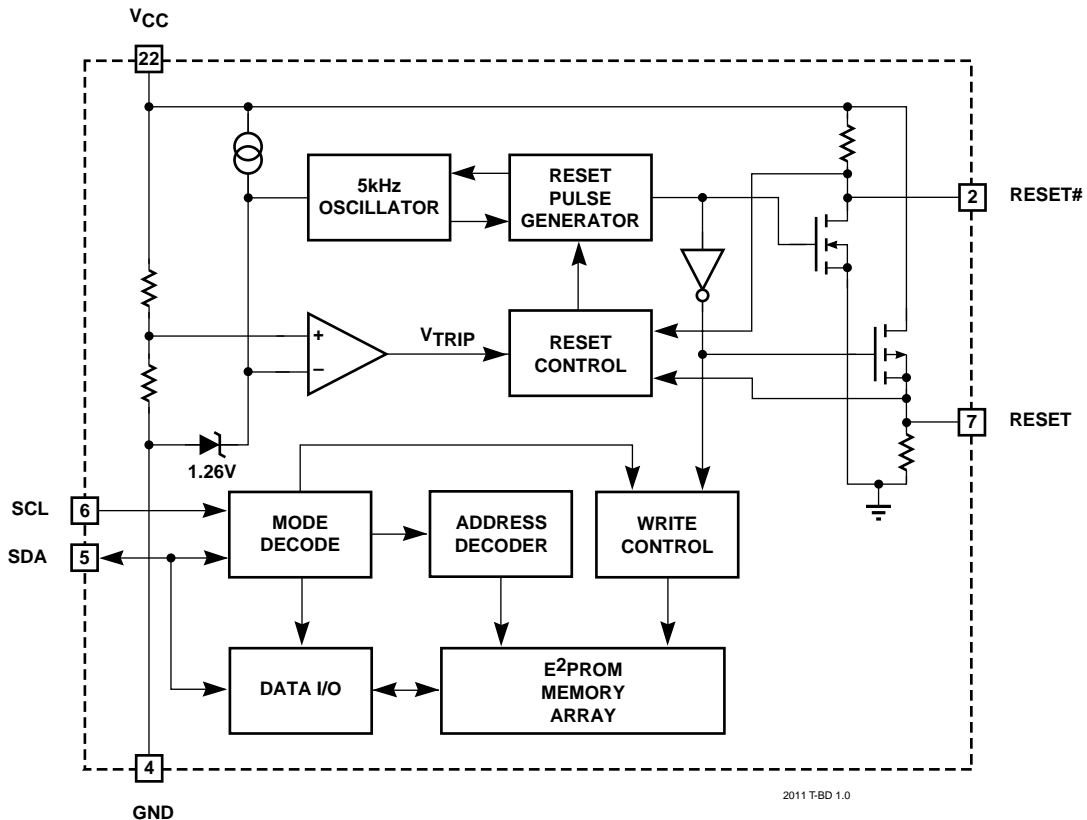 VCC
22
5kHz
OSCILLATOR
RESET
PULSE
GENERATOR
2
RESET#
+
−
VTRIP
RESET
CONTROL
7
RESET
1.26V
SCL
6
SDA
5
MODE
DECODE
ADDRESS
DECODER
WRITE
CONTROL
DATA I/O
E2PROM
MEMORY
ARRAY
4
GND
2011 T-BD 1.0